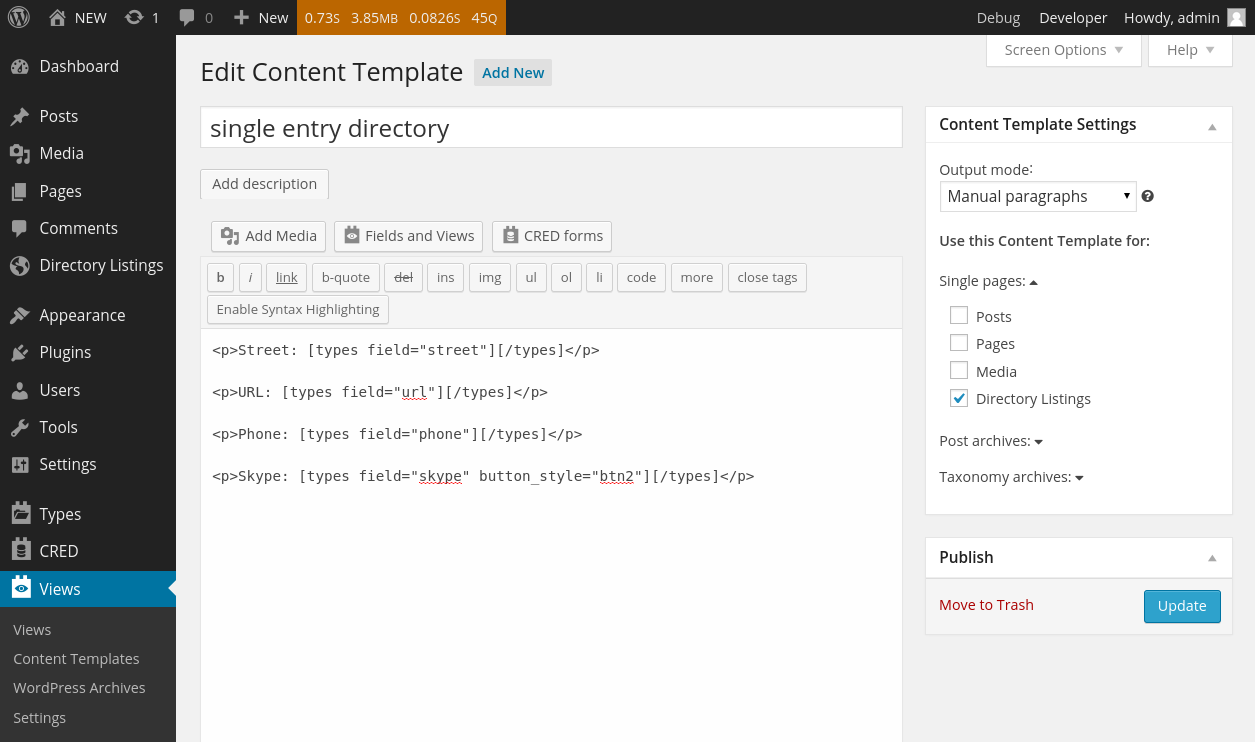 NEW 1 0 New 0.73S 3.85MB 0.0826S 45Q Debug Developer Howdy, admin
Screen Options Help
Dashboard
Posts
Media
Pages
Comments
Directory Listings
Appearance
Plugins
Users
Tools
Settings
Types
CRED
Views
Views
Content Templates
WordPress Archives
Settings
Edit Content Template Add New
single entry directory
Add description
Add Media Fields and Views CRED forms
b i link b-quote del ins img ul ol li code more close tags
Enable Syntax Highlighting
<p>Street: [types field="street"][/types]</p>
<p>URL: [types field="url"][/types]</p>
<p>Phone: [types field="phone"][/types]</p>
<p>Skype: [types field="skype" button_style="btn2"][/types]</p>
Content Template Settings
Output mode:
Manual paragraphs
Use this Content Template for:
Single pages:
Posts
Pages
Media
Directory Listings
Post archives:
Taxonomy archives:
Publish
Move to Trash Update